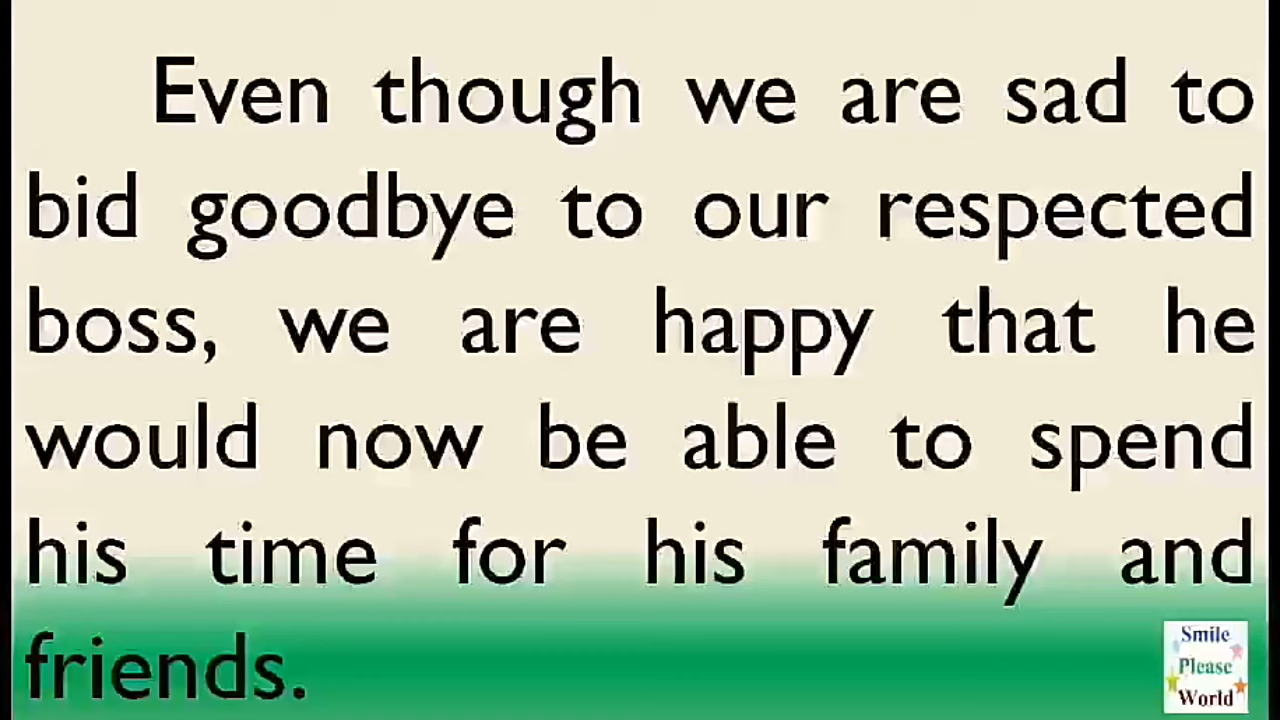 Even though we are sad to
bid goodbye to our respected
boss, we are happy that he
would now be able to spend
his time for his family and
friends.
Smile
Please
World